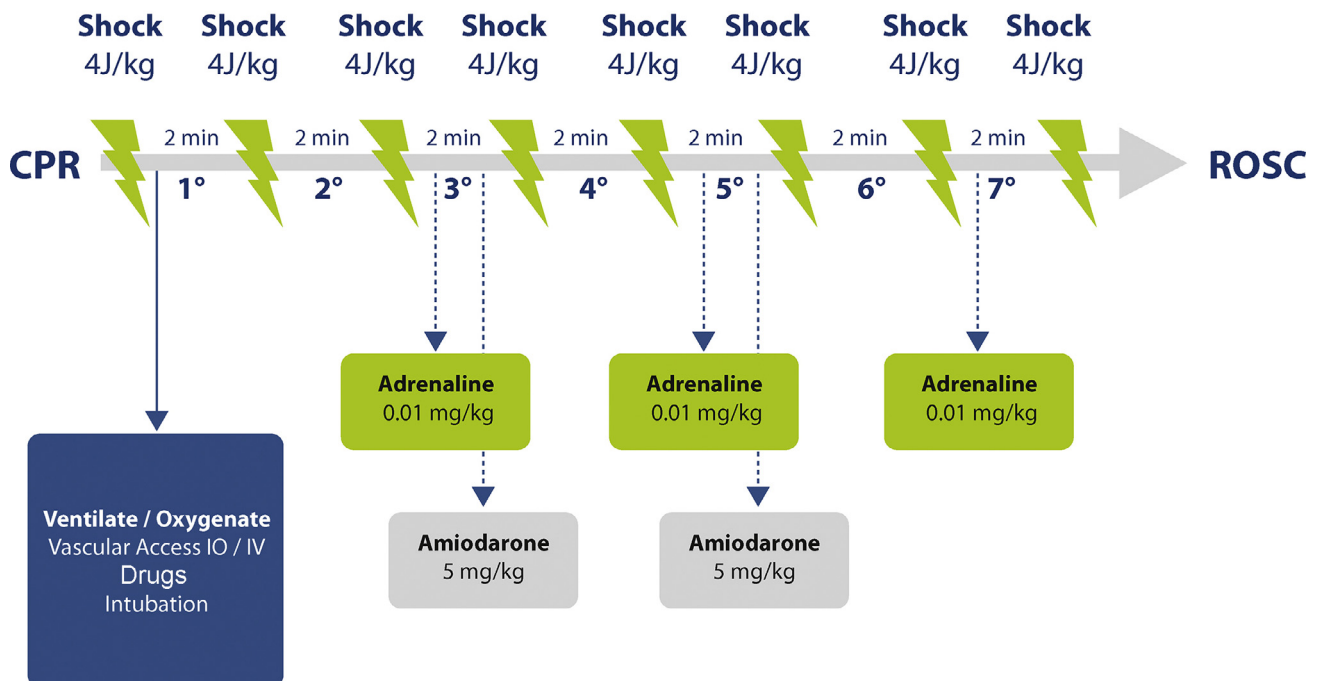 Shock Shock Shock Shock Shock Shock Shock Shock
4J/kg 4J/kg 4J/kg 4J/kg 4J/kg 4J/kg 4J/kg 4J/kg
2 min 2 min 2 min 2 min 2 min 2 min 2 min
CPR ROSC
1° 2° 3° 4° 5° 6° 7°
Adrenaline
0.01 mg/kg
Adrenaline
0.01 mg/kg
Adrenaline
0.01 mg/kg
Ventilate / Oxygenate
Vascular Access IO / IV
Drugs
Intubation
Amiodarone
5 mg/kg
Amiodarone
5 mg/kg